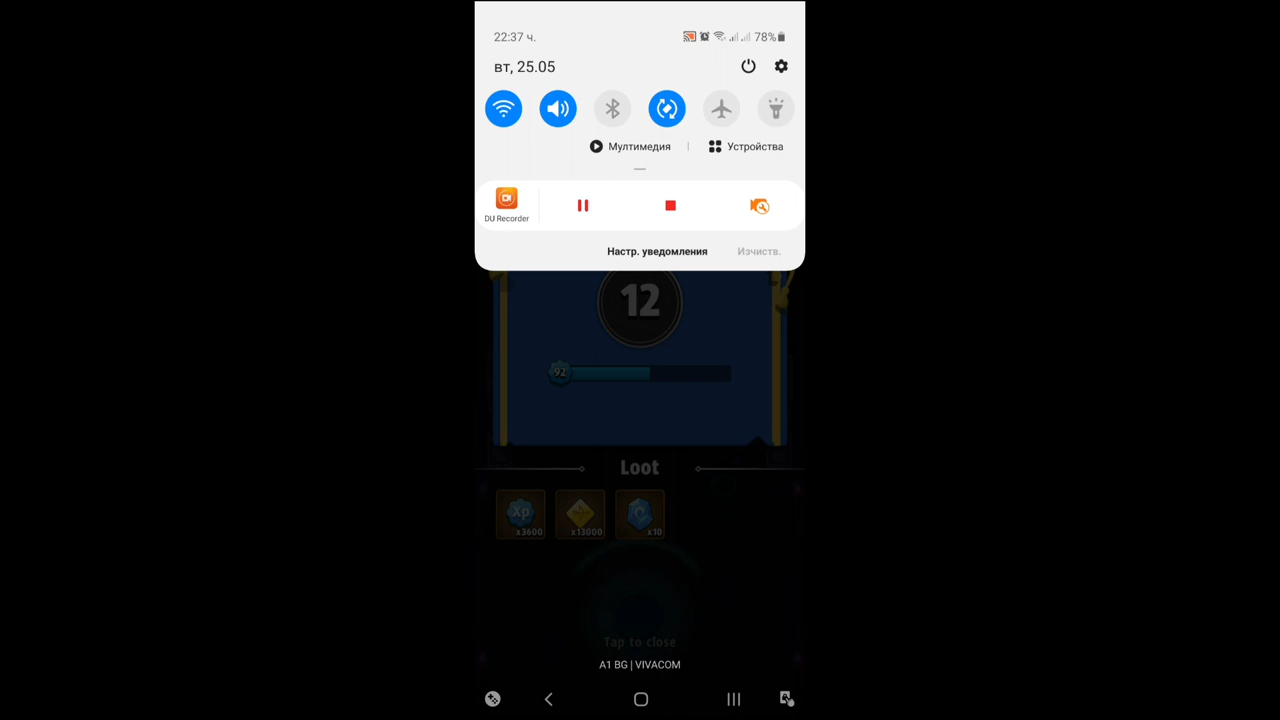 22:37 ч. 78%
вт, 25.05
Мултимедия | Устройства
DU Recorder
Настр. уведомления Изчиств.
12
92
Loot
Xp x3600 x13000 x10
Tap to close
A1 BG | VIVACOM